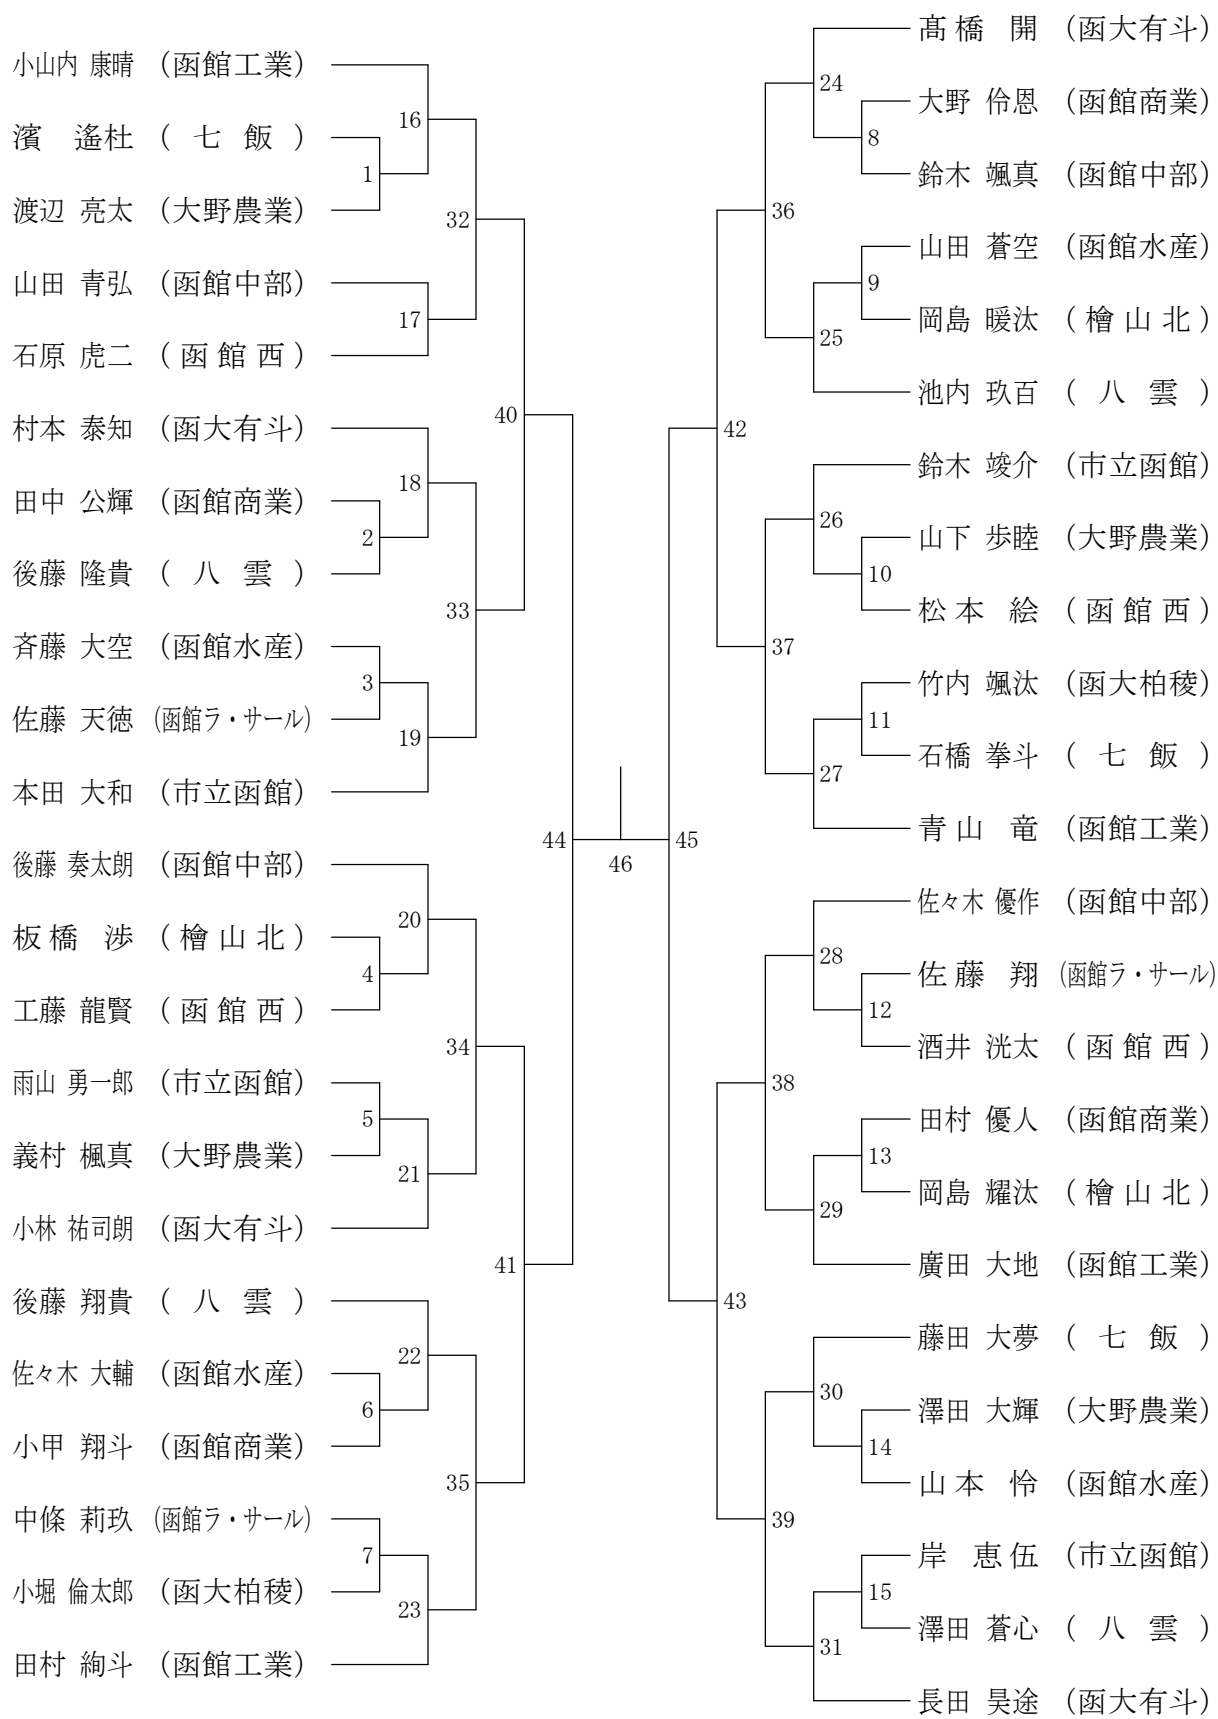 小山内 康晴 （函館工業）
濱 遙杜 （ 七 飯 ）
渡辺 亮太 （大野農業）
山田 青弘 （函館中部）
石原 虎二 （ 函 館 西 ）
村本 泰知 （函大有斗）
田中 公輝 （函館商業）
後藤 隆貴 （ 八 雲 ）
斉藤 大空 （函館水産）
佐藤 天徳 （函館ラ・サール）
本田 大和 （市立函館）
後藤 奏太朗 （函館中部）
板橋 渉 （ 檜 山 北 ）
工藤 龍賢 （ 函 館 西 ）
雨山 勇一郎 （市立函館）
義村 楓真 （大野農業）
小林 祐司朗 （函大有斗）
後藤 翔貴 （ 八 雲 ）
佐々木 大輔 （函館水産）
小甲 翔斗 （函館商業）
中條 莉玖 （函館ラ・サール）
小堀 倫太郎 （函大柏稜）
田村 絢斗 （函館工業）
1
2
3
4
5
6
7
16
17
18
19
20
21
22
23
32
33
34
35
40
41
44
46
45
42
43
36
37
38
39
24
25
26
27
28
29
30
31
8
9
10
11
12
13
14
15
髙橋 開 （函大有斗）
大野 伶恩 （函館商業）
鈴木 颯真 （函館中部）
山田 蒼空 （函館水産）
岡島 暖汰 （ 檜 山 北 ）
池内 玖百 （ 八 雲 ）
鈴木 竣介 （市立函館）
山下 歩睦 （大野農業）
松本 絵 （ 函 館 西 ）
竹内 颯汰 （函大柏稜）
石橋 拳斗 （ 七 飯 ）
青山 竜 （函館工業）
佐々木 優作 （函館中部）
佐藤 翔 （函館ラ・サール）
酒井 洸太 （ 函 館 西 ）
田村 優人 （函館商業）
岡島 耀汰 （ 檜 山 北 ）
廣田 大地 （函館工業）
藤田 大夢 （ 七 飯 ）
澤田 大輝 （大野農業）
山本 怜 （函館水産）
岸 恵伍 （市立函館）
澤田 蒼心 （ 八 雲 ）
長田 昊途 （函大有斗）